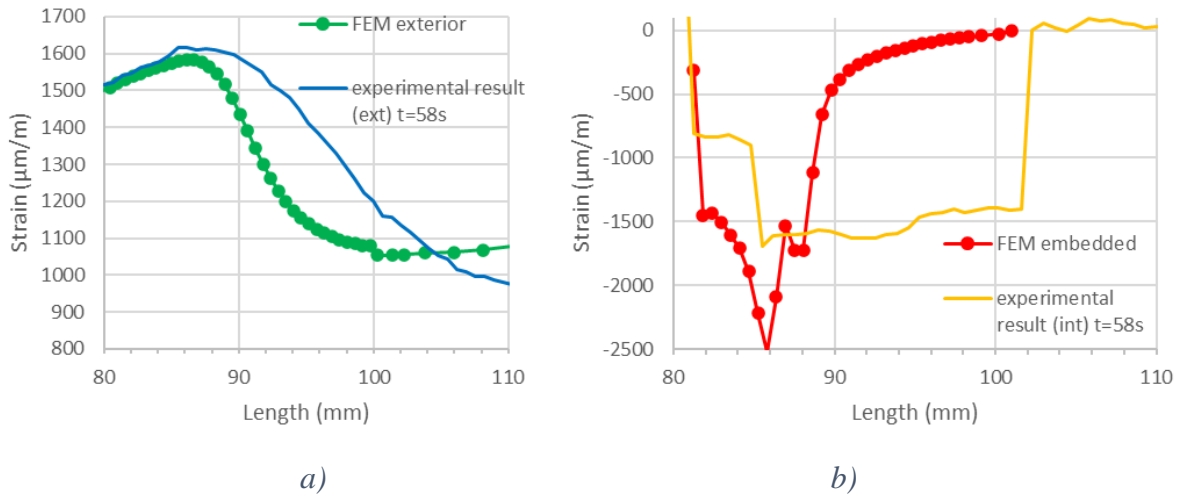 1700
1600
1500
1400
1300
1200
1100
1000
900
800
Strain (µm/m)
80
90
100
110
Length (mm)
FEM exterior
experimental result
(ext) t=58s
a)
0
-500
-1000
-1500
-2000
-2500
Strain (µm/m)
80
90
100
110
Length (mm)
FEM embedded
experimental
result (int) t=58s
b)